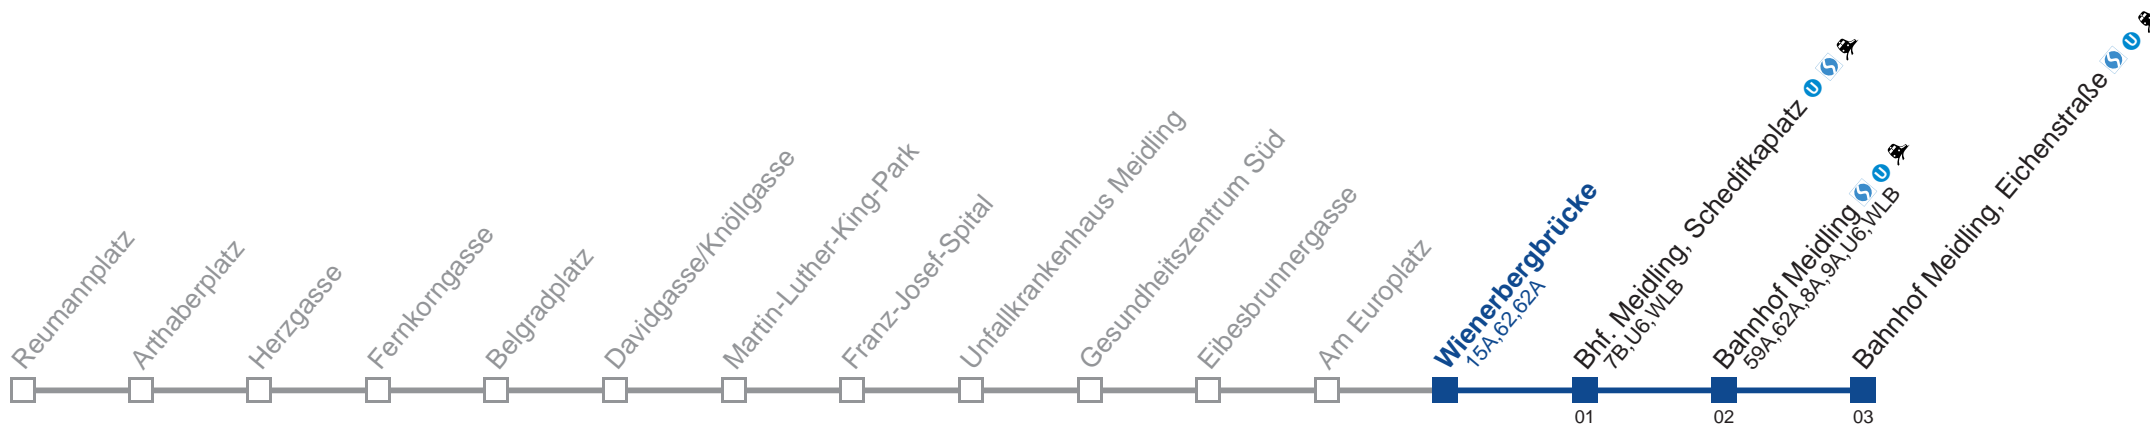 Reumannplatz
Arthaberplatz
Herzgasse
Fernkorngasse
Belgradplatz
Davidgasse/Knöllgasse
Martin-Luther-King-Park
Franz-Josef-Spital
Unfallkrankenhaus Meidling
Gesundheitszentrum Süd
Eibesbrunnergasse
Am Europlatz
Wienerbergbrücke
15A,62,62A
Bhf. Meidling, Schedifkaplatz U S
7B,U6,WLB
Bahnhof Meidling S U
59A,62A,8A,9A,U6,WLB
Bahnhof Meidling, Eichenstraße S U
01
02
03